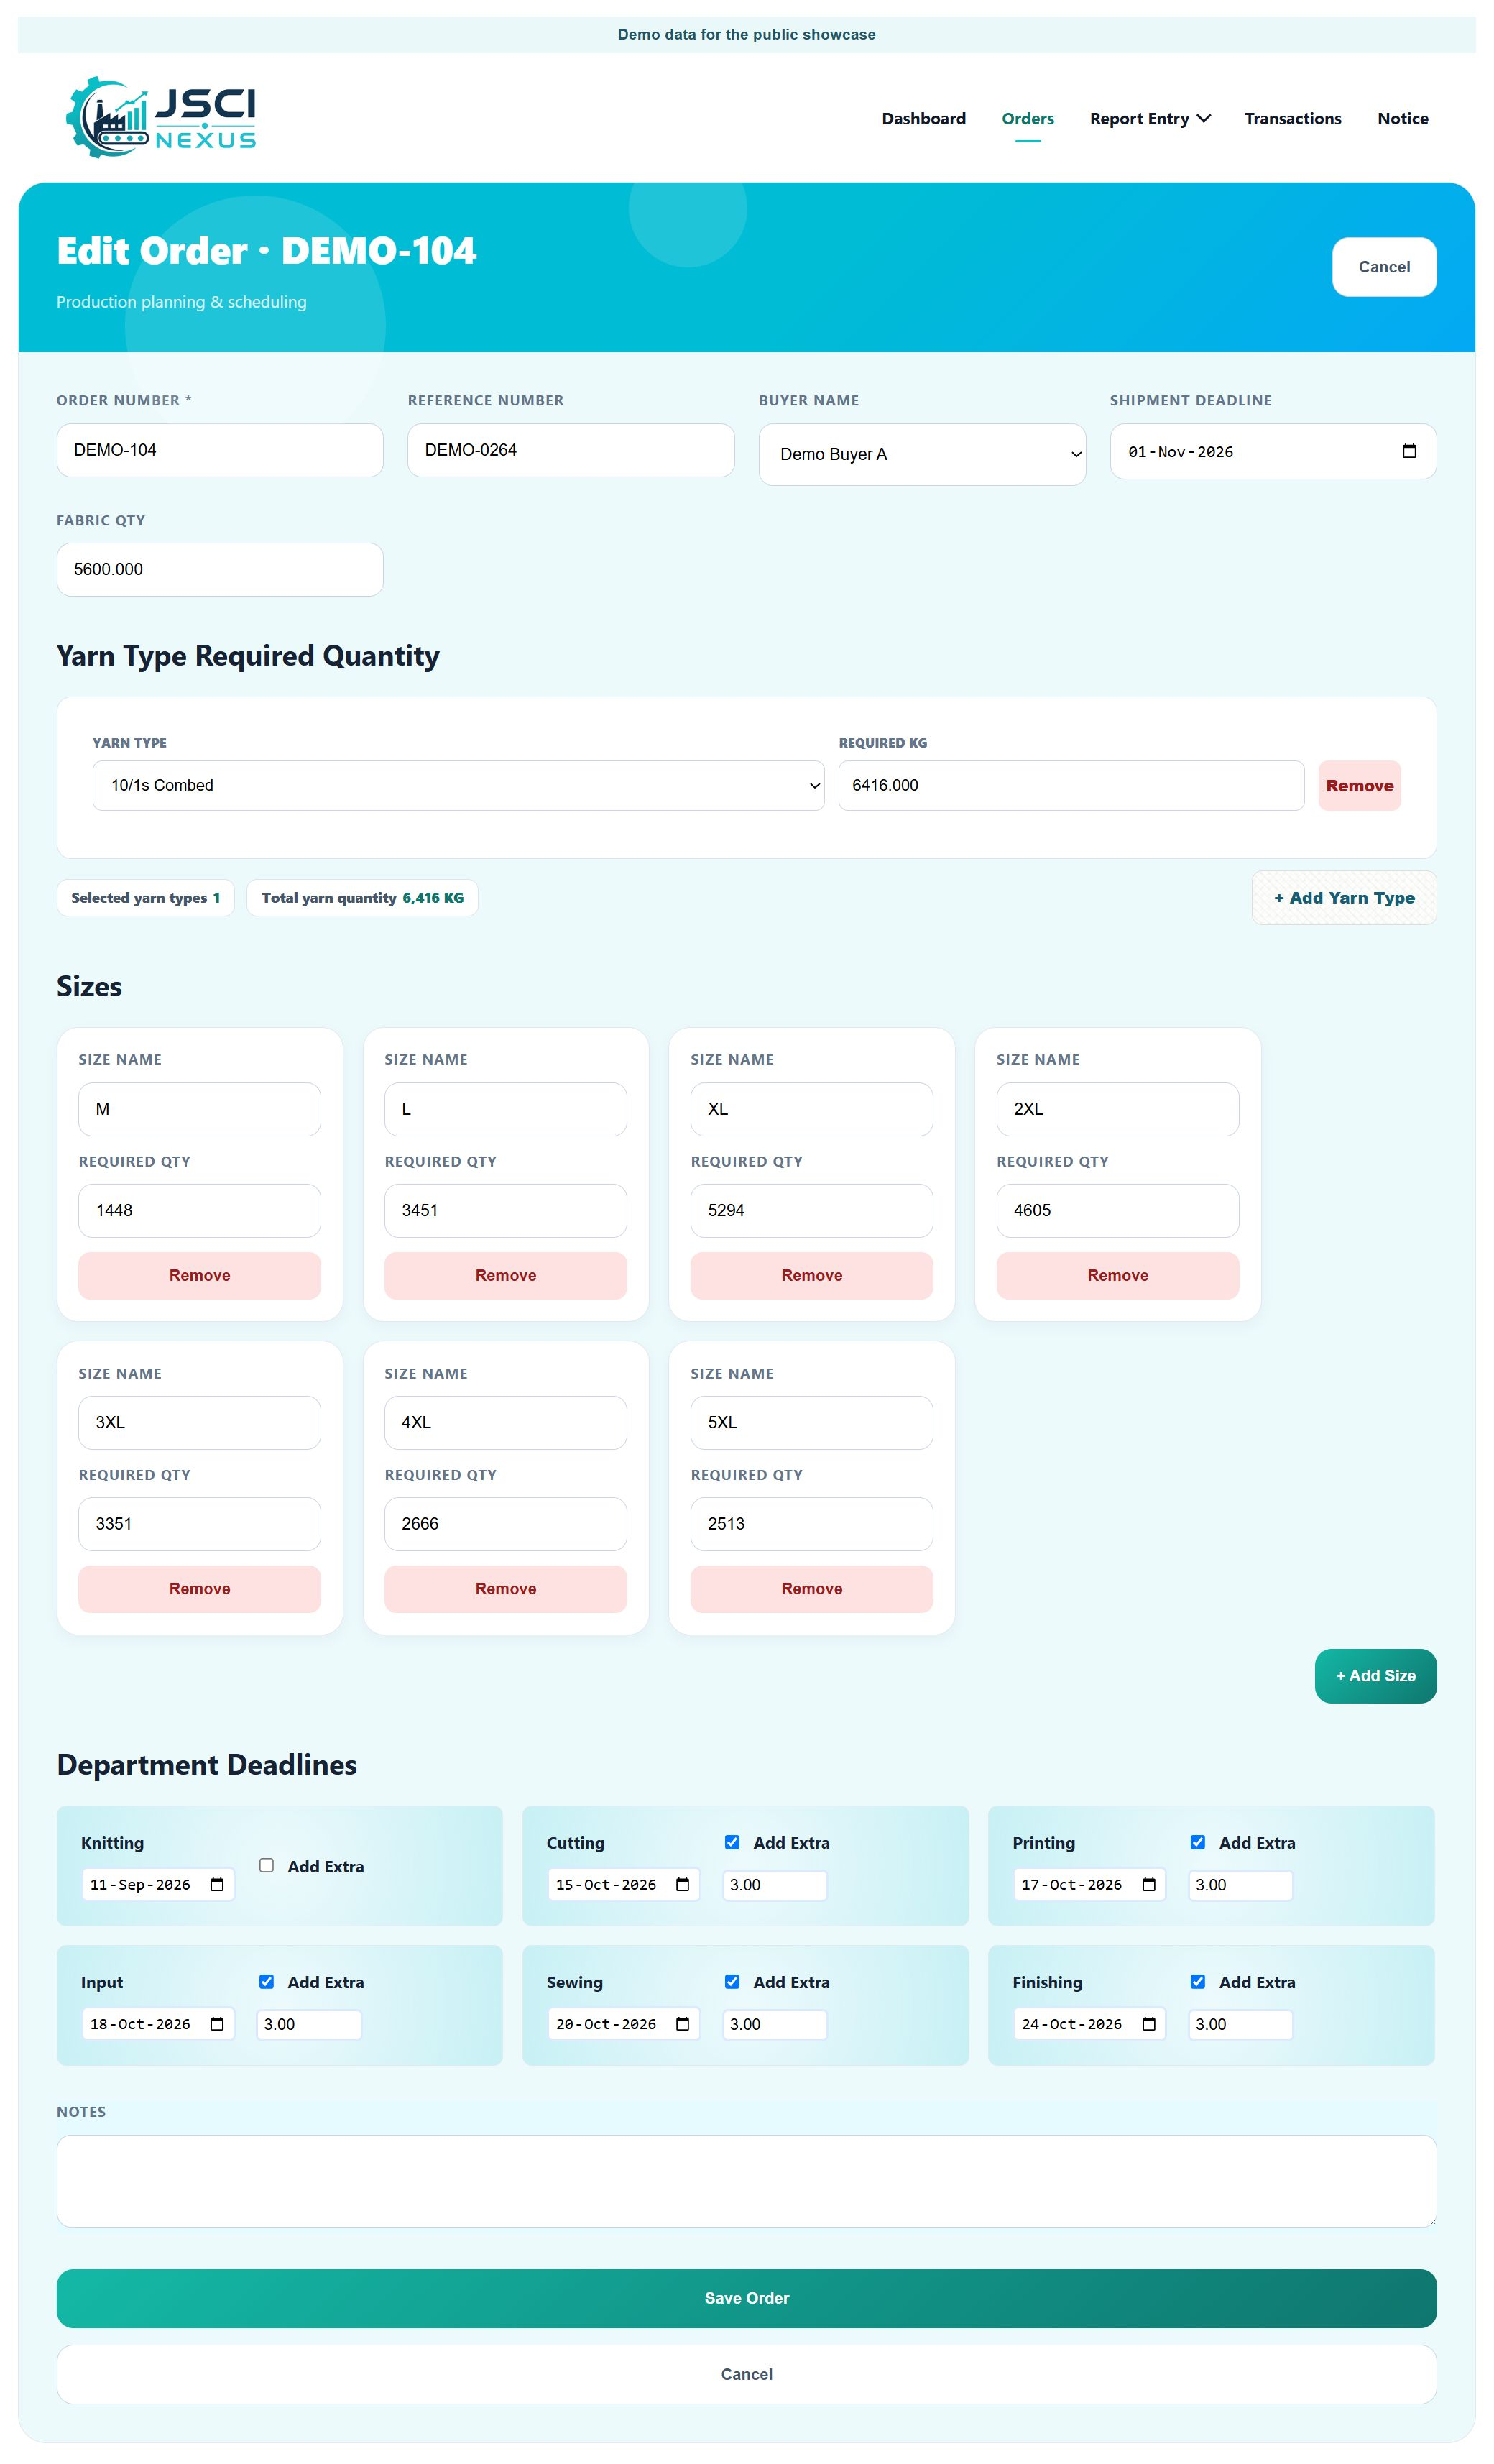 Demo data for the public showcase
JSCI
NEXUS
Dashboard Orders Report Entry Transactions Notice
Edit Order · DEMO-104
Production planning & scheduling
Cancel
ORDER NUMBER * REFERENCE NUMBER BUYER NAME SHIPMENT DEADLINE
DEMO-104 DEMO-0264 Demo Buyer A 01-Nov-2026
FABRIC QTY
5600.000
Yarn Type Required Quantity
YARN TYPE REQUIRED KG
10/1s Combed 6416.000 Remove
Selected yarn types 1 Total yarn quantity 6,416 KG + Add Yarn Type
Sizes
SIZE NAME SIZE NAME SIZE NAME SIZE NAME
M L XL 2XL
REQUIRED QTY REQUIRED QTY REQUIRED QTY REQUIRED QTY
1448 3451 5294 4605
Remove Remove Remove Remove
SIZE NAME SIZE NAME SIZE NAME
3XL 4XL 5XL
REQUIRED QTY REQUIRED QTY REQUIRED QTY
3351 2666 2513
Remove Remove Remove
+ Add Size
Department Deadlines
Knitting Add Extra Cutting Add Extra Printing Add Extra
11-Sep-2026 15-Oct-2026 3.00 17-Oct-2026 3.00
Input Add Extra Sewing Add Extra Finishing Add Extra
18-Oct-2026 3.00 20-Oct-2026 3.00 24-Oct-2026 3.00
NOTES
Save Order
Cancel